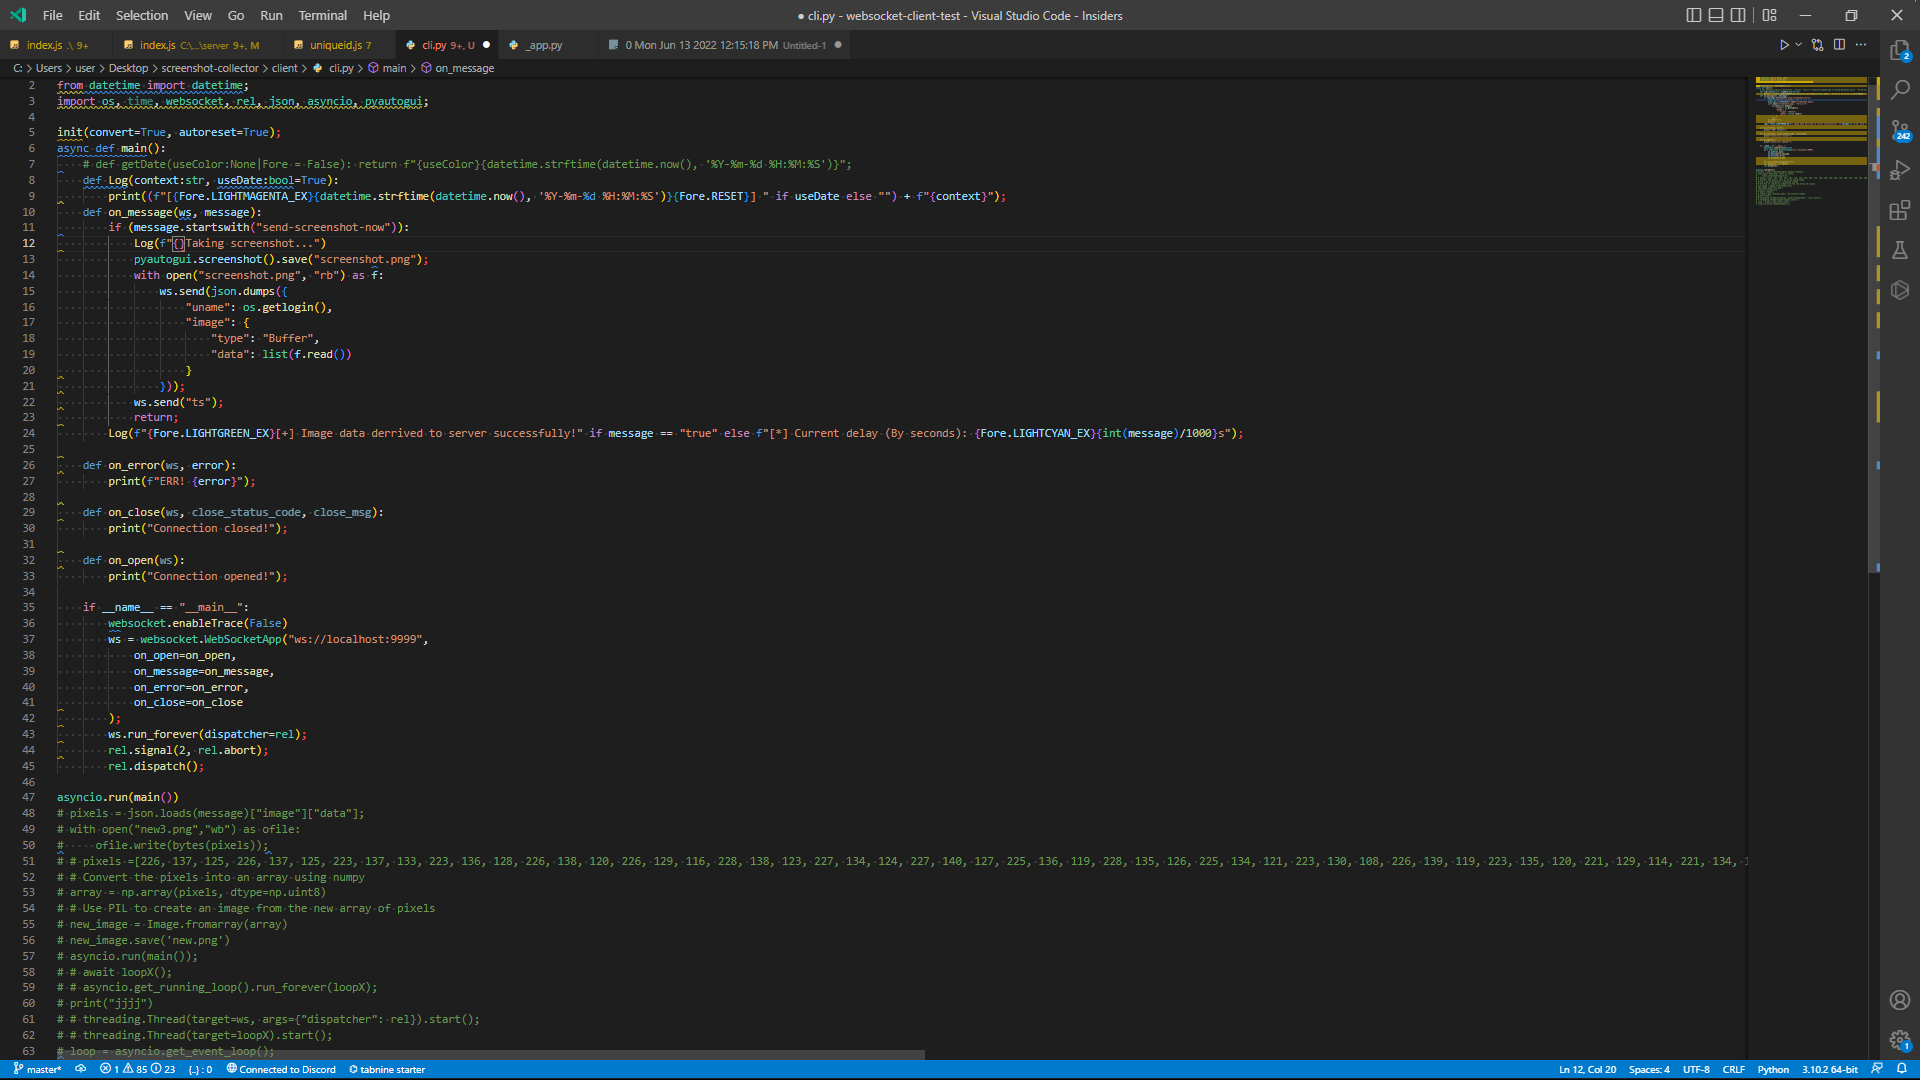 File Edit Selection View Go Run Terminal Help
● cli.py - websocket-client-test - Visual Studio Code - Insiders
index.js .\ 9+ index.js C:\...\server 9+, M uniqueid.js 7 cli.py 9+, U _app.py 0 Mon Jun 13 2022 12:15:18 PM Untitled-1
C: > Users > user > Desktop > screenshot-collector > client > cli.py > main > on_message
2 from datetime import datetime;
3 import os, time, websocket, rel, json, asyncio, pyautogui;
4
5 init(convert=True, autoreset=True);
6 async def main():
7 # def getDate(useColor:None|Fore = False): return f"{useColor}{datetime.strftime(datetime.now(), '%Y-%m-%d %H:%M:%S')}";
8 def Log(context:str, useDate:bool=True):
9 print((f"[{Fore.LIGHTMAGENTA_EX}{datetime.strftime(datetime.now(), '%Y-%m-%d %H:%M:%S')}{Fore.RESET}] " if useDate else "") + f"{context}");
10 def on_message(ws, message):
11 if (message.startswith("send-screenshot-now")):
12 Log(f"{}Taking screenshot...")
13 pyautogui.screenshot().save("screenshot.png");
14 with open("screenshot.png", "rb") as f:
15 ws.send(json.dumps({
16 "uname": os.getlogin(),
17 "image": {
18 "type": "Buffer",
19 "data": list(f.read())
20 }
21 }));
22 ws.send("ts");
23 return;
24 Log(f"{Fore.LIGHTGREEN_EX}[+] Image data derrived to server successfully!" if message == "true" else f"[*] Current delay (By seconds): {Fore.LIGHTCYAN_EX}{int(message)/1000}s");
25
26 def on_error(ws, error):
27 print(f"ERR! {error}");
28
29 def on_close(ws, close_status_code, close_msg):
30 print("Connection closed!");
31
32 def on_open(ws):
33 print("Connection opened!");
34
35 if __name__ == "__main__":
36 websocket.enableTrace(False)
37 ws = websocket.WebSocketApp("ws://localhost:9999",
38 on_open=on_open,
39 on_message=on_message,
40 on_error=on_error,
41 on_close=on_close
42 );
43 ws.run_forever(dispatcher=rel);
44 rel.signal(2, rel.abort);
45 rel.dispatch();
46
47 asyncio.run(main())
48 # pixels = json.loads(message)["image"]["data"];
49 # with open("new3.png","wb") as ofile:
50 # ofile.write(bytes(pixels));
51 # # pixels =[226, 137, 125, 226, 137, 125, 223, 137, 133, 223, 136, 128, 226, 138, 120, 226, 129, 116, 228, 138, 123, 227, 134, 124, 227, 140, 127, 225, 136, 119, 228, 135, 126, 225, 134, 121, 223, 130, 108, 226, 139, 119, 223, 135, 120, 221, 129, 114, 221, 134,
52 # # Convert the pixels into an array using numpy
53 # array = np.array(pixels, dtype=np.uint8)
54 # # Use PIL to create an image from the new array of pixels
55 # new_image = Image.fromarray(array)
56 # new_image.save('new.png')
57 # asyncio.run(main());
58 # # await loopX();
59 # # asyncio.get_running_loop().run_forever(loopX);
60 # print("jjjj")
61 # # threading.Thread(target=ws, args={"dispatcher": rel}).start();
62 # # threading.Thread(target=loopX).start();
63 # loop = asyncio.get_event_loop();
2
242
1
master* 1 85 23 {..} : 0 Connected to Discord tabnine starter Ln 12, Col 20 Spaces: 4 UTF-8 CRLF Python 3.10.2 64-bit